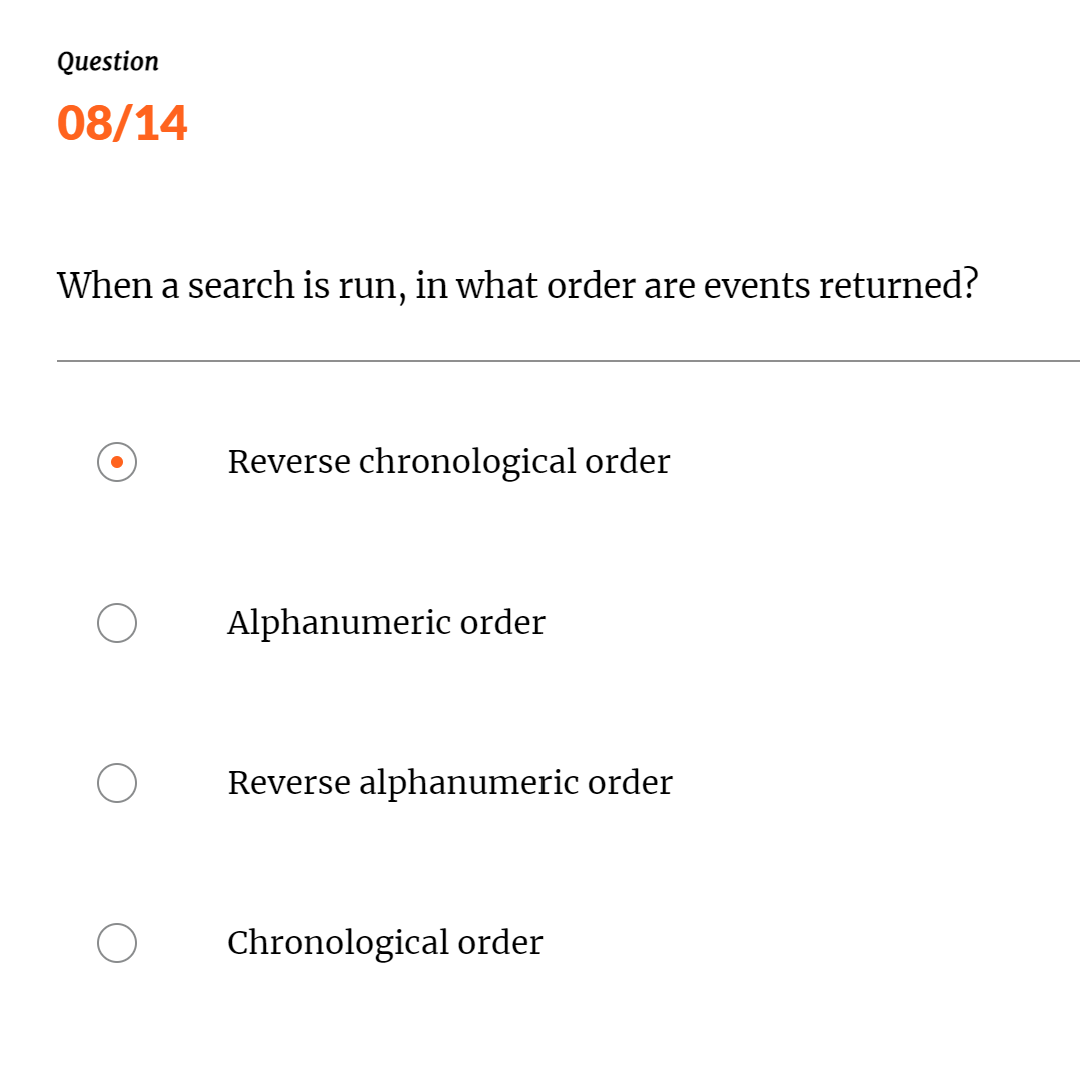 Question
08/14
When a search is run, in what order are events returned?
Reverse chronological order
Alphanumeric order
Reverse alphanumeric order
Chronological order